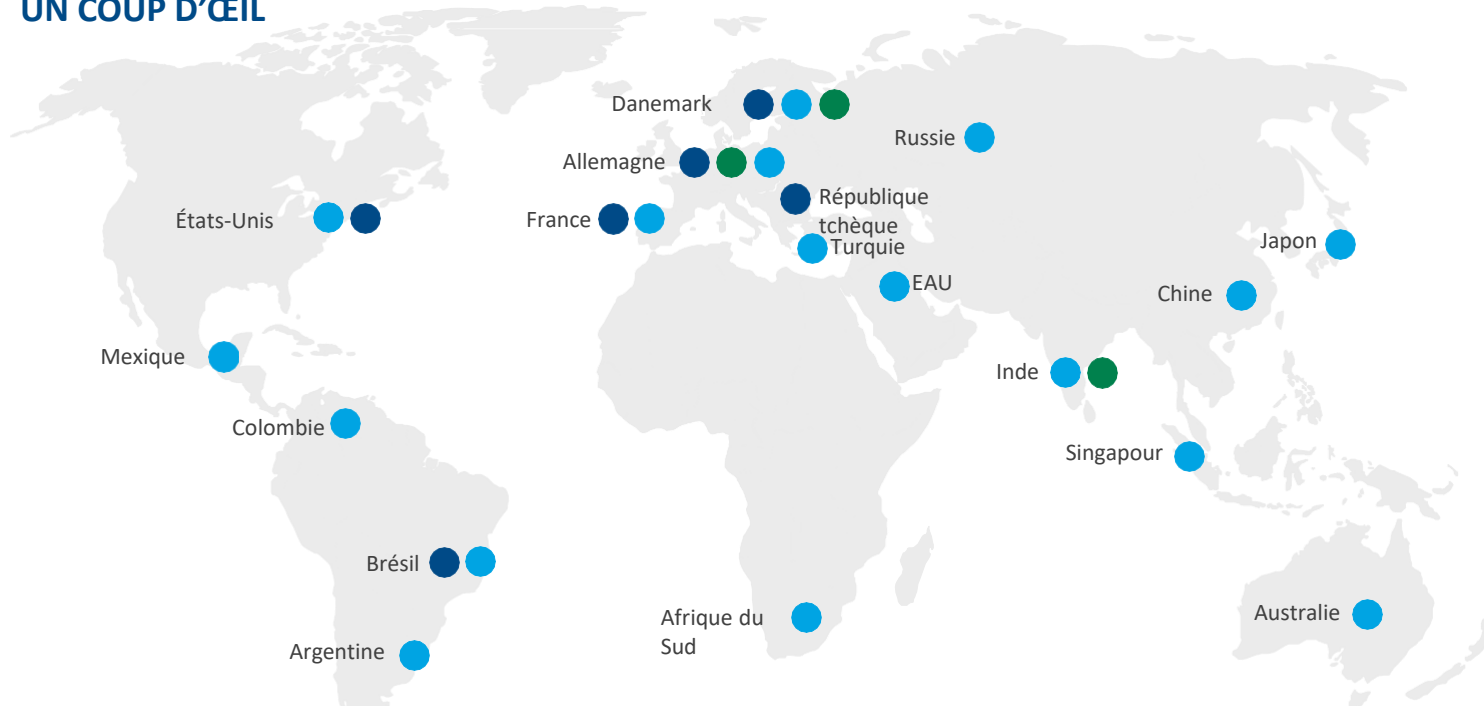 UN COUP D'ŒIL
Danemark
Russie
Allemagne
République
tchèque
États-Unis
France
Turquie
Japon
EAU
Chine
Mexique
Inde
Colombie
Singapour
Brésil
Afrique du
Sud
Australie
Argentine